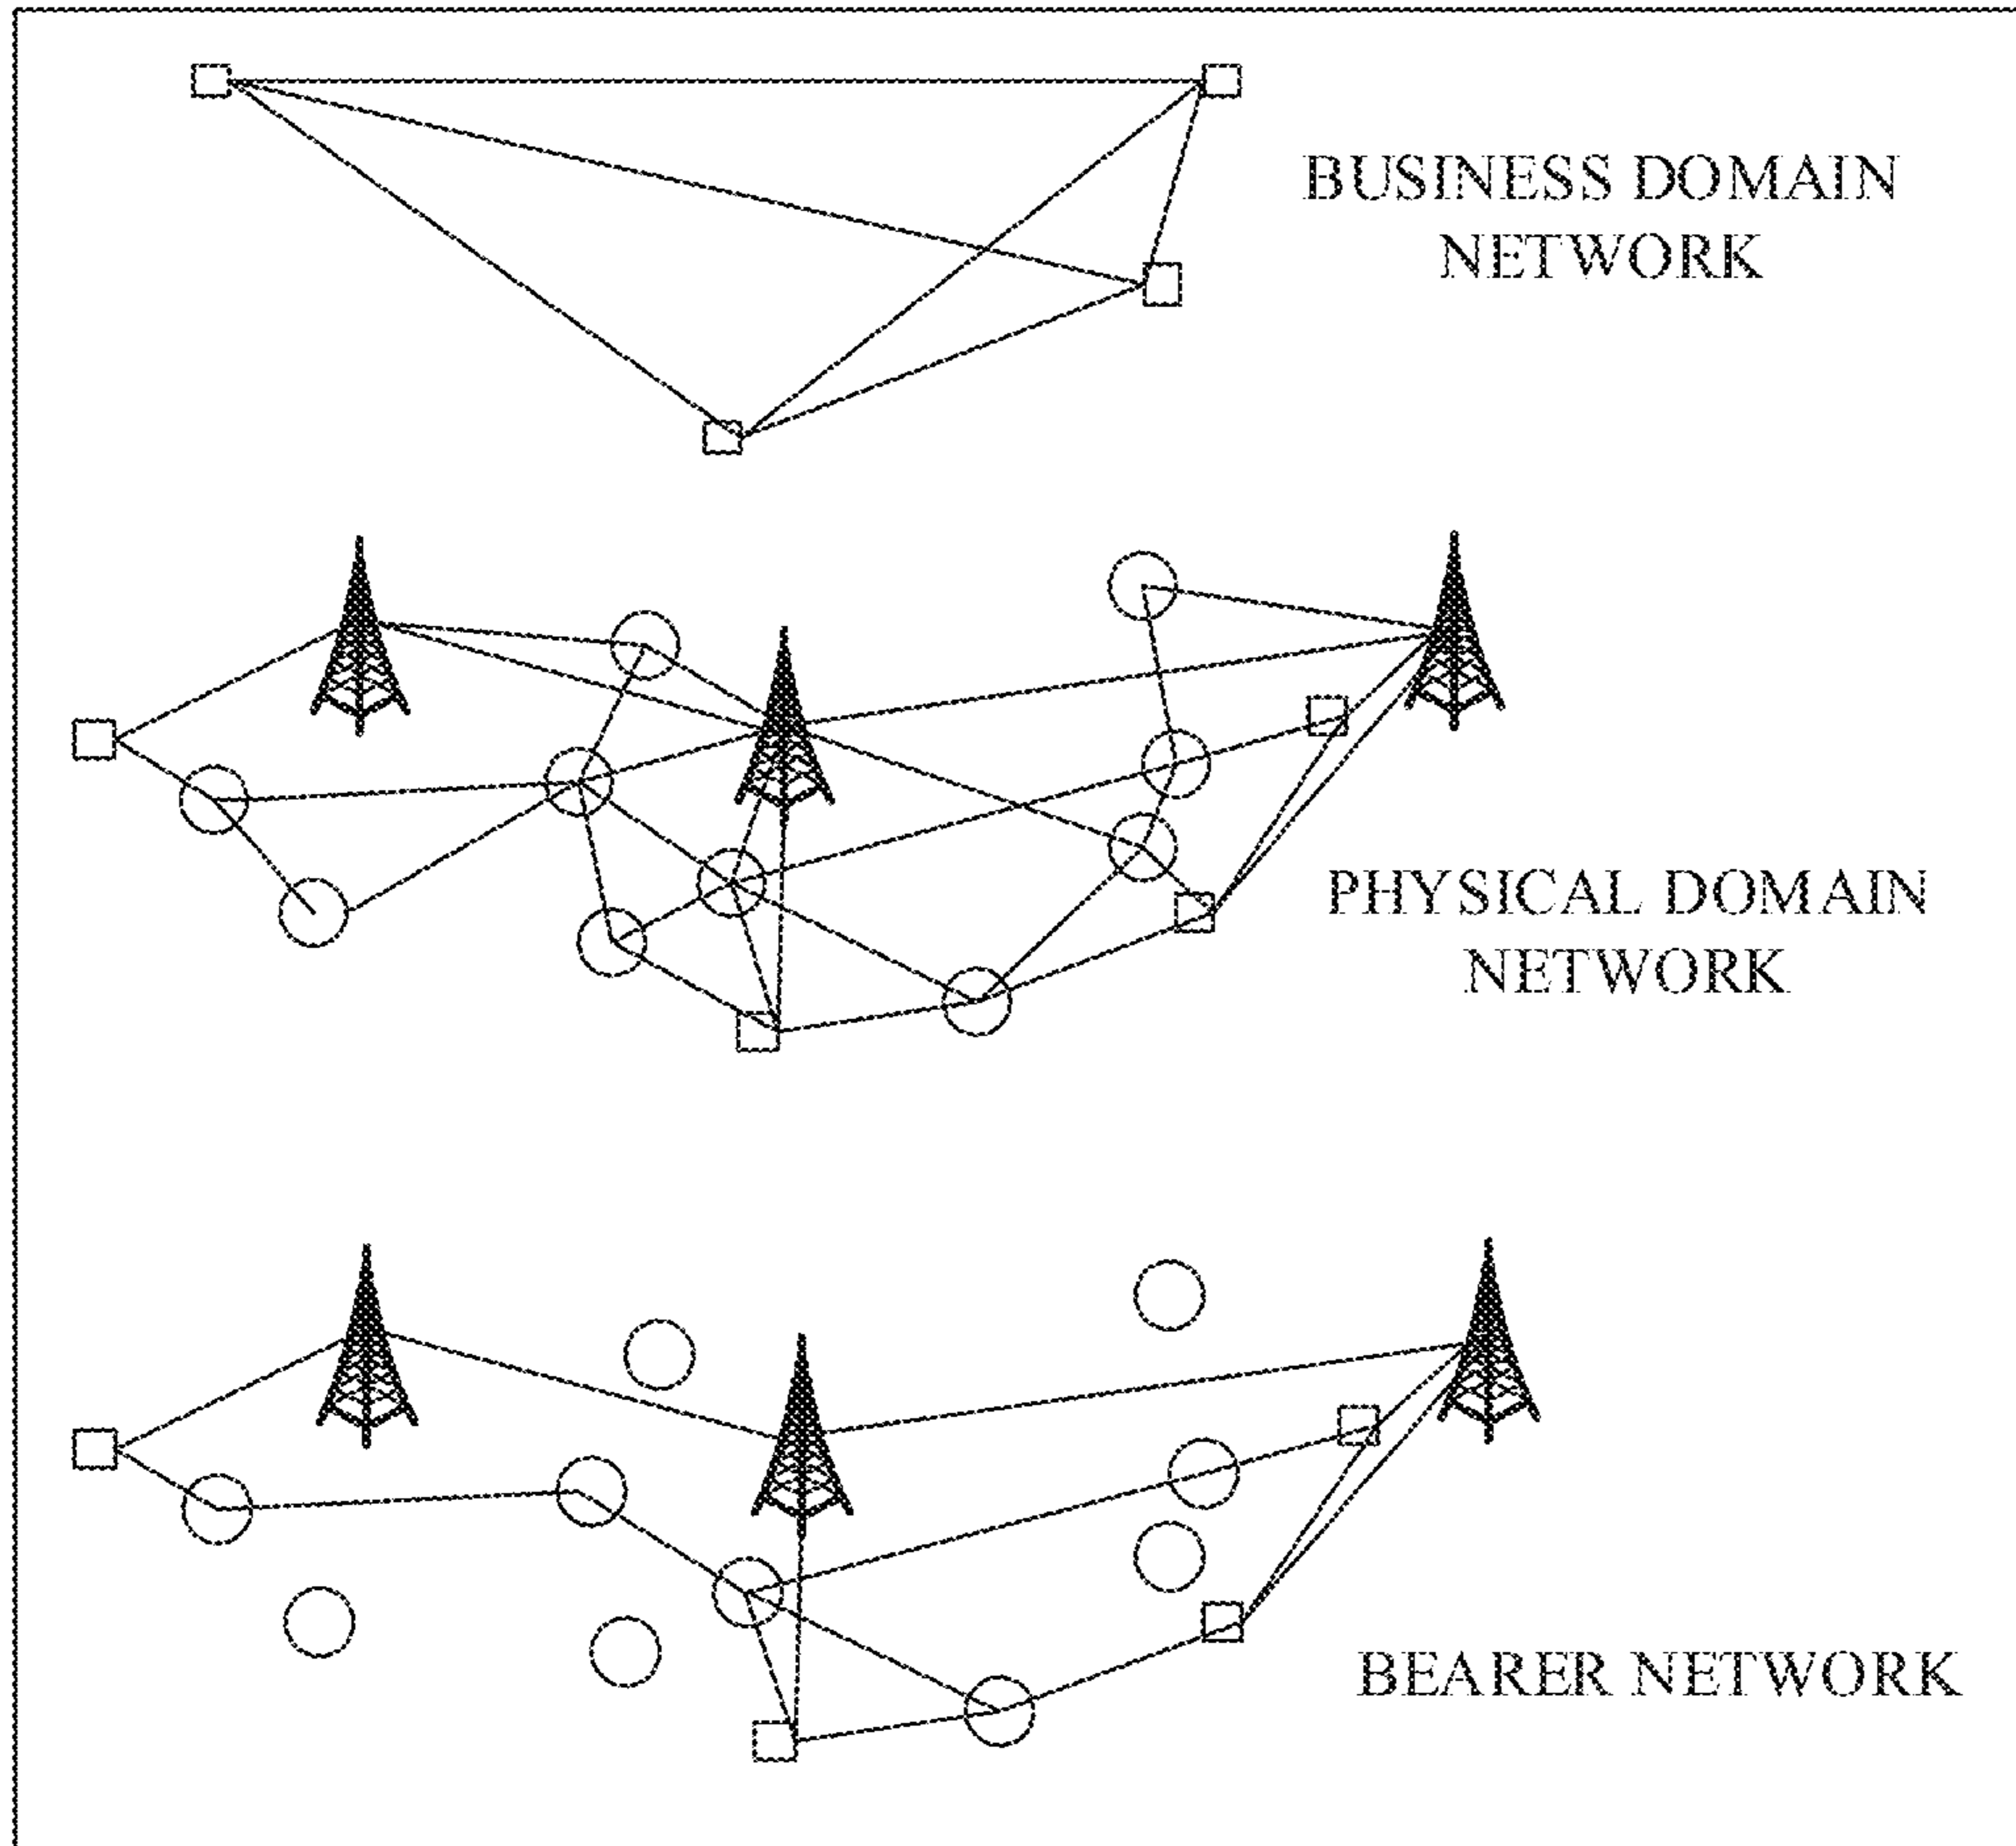 BUSINESS DOMAIN
NETWORK
PHYSICAL DOMAIN
NETWORK
BEARER NETWORK